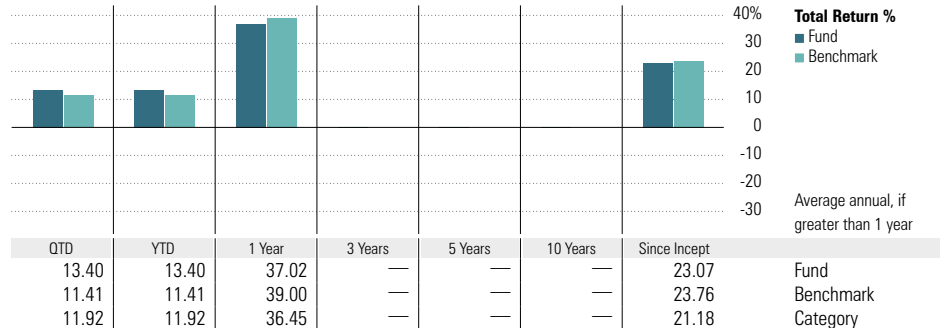 40%
30
20
10
0
-10
-20
-30
Total Return %
Fund
Benchmark
Average annual, if
greater than 1 year
QTD YTD 1 Year 3 Years 5 Years 10 Years Since Incept
13.40 13.40 37.02 — — — 23.07 Fund
11.41 11.41 39.00 — — — 23.76 Benchmark
11.92 11.92 36.45 — — — 21.18 Category